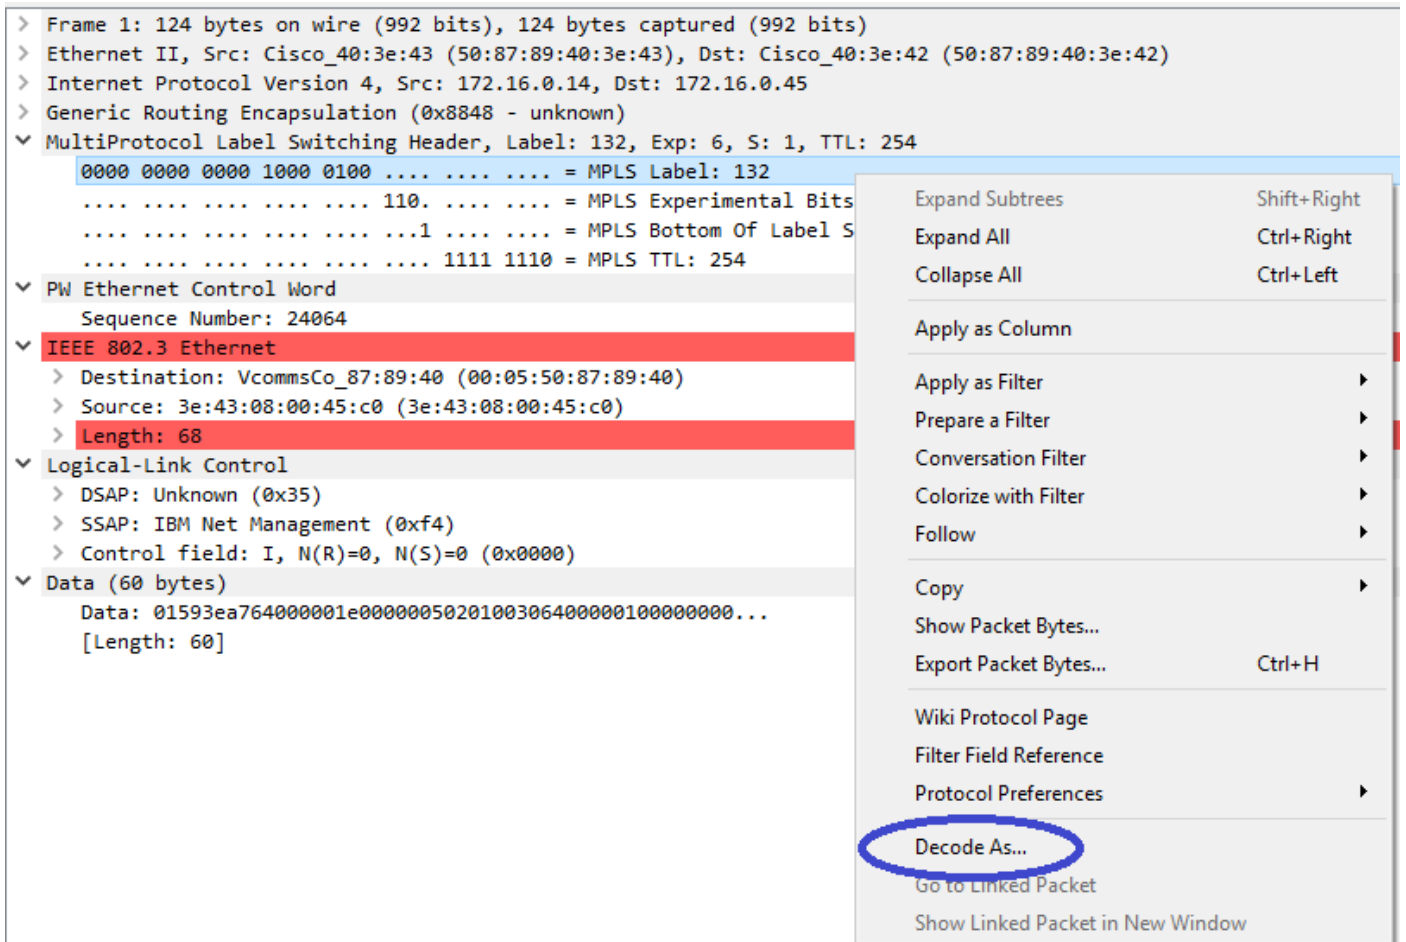 Frame 1: 124 bytes on wire (992 bits), 124 bytes captured (992 bits)
Ethernet II, Src: Cisco_40:3e:43 (50:87:89:40:3e:43), Dst: Cisco_40:3e:42 (50:87:89:40:3e:42)
Internet Protocol Version 4, Src: 172.16.0.14, Dst: 172.16.0.45
Generic Routing Encapsulation (0x8848 - unknown)
MultiProtocol Label Switching Header, Label: 132, Exp: 6, S: 1, TTL: 254
0000 0000 0000 1000 0100 .... .... .... = MPLS Label: 132
.... .... .... .... .... 110. .... .... = MPLS Experimental Bits
.... .... .... .... .... ...1 .... .... = MPLS Bottom Of Label S
.... .... .... .... .... .... 1111 1110 = MPLS TTL: 254
PW Ethernet Control Word
Sequence Number: 24064
IEEE 802.3 Ethernet
Destination: VcommsCo_87:89:40 (00:05:50:87:89:40)
Source: 3e:43:08:00:45:c0 (3e:43:08:00:45:c0)
Length: 68
Logical-Link Control
DSAP: Unknown (0x35)
SSAP: IBM Net Management (0xf4)
Control field: I, N(R)=0, N(S)=0 (0x0000)
Data (60 bytes)
Data: 01593ea764000001e0000005020100306400000100000000...
[Length: 60]
Expand Subtrees Shift+Right
Expand All Ctrl+Right
Collapse All Ctrl+Left
Apply as Column
Apply as Filter
Prepare a Filter
Conversation Filter
Colorize with Filter
Follow
Copy
Show Packet Bytes...
Export Packet Bytes... Ctrl+H
Wiki Protocol Page
Filter Field Reference
Protocol Preferences
Decode As...
Go to Linked Packet
Show Linked Packet in New Window